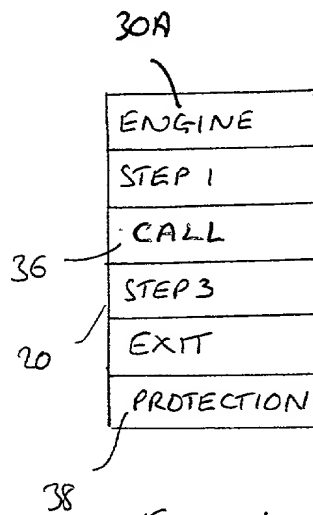 30A
ENGINE
STEP 1
CALL
36
STEP 3
20
EXIT
PROTECTION
38